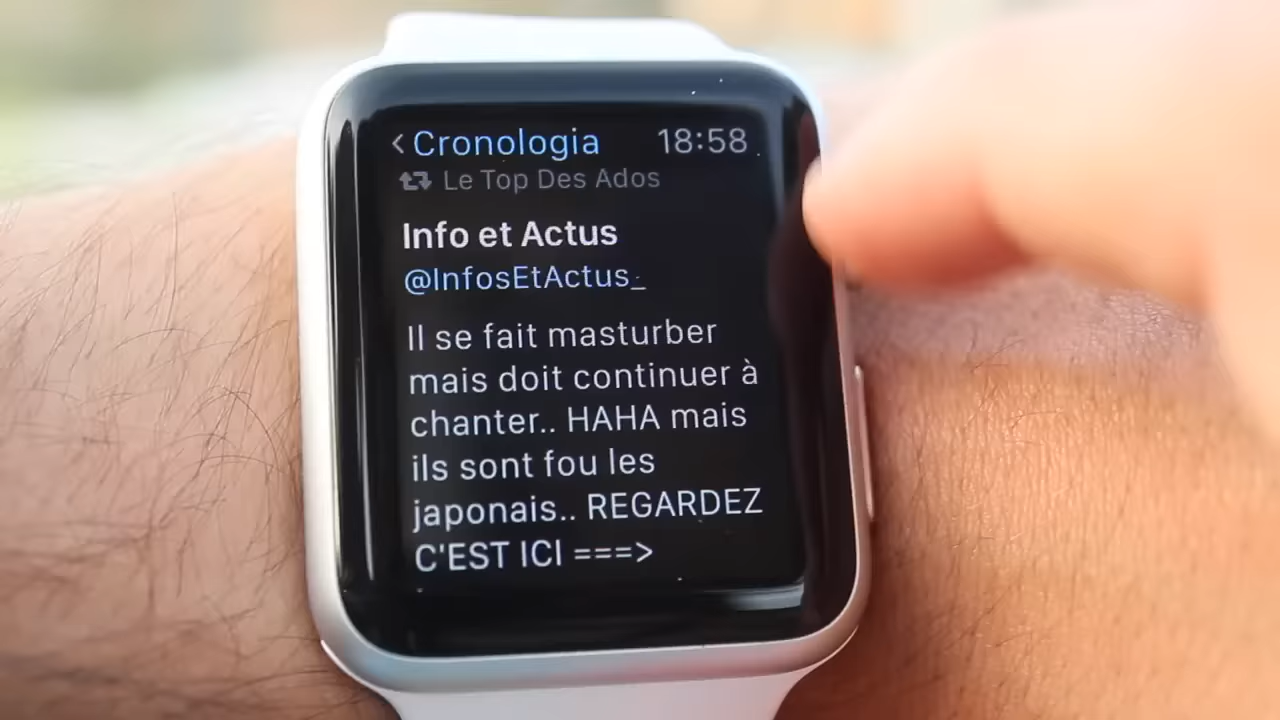 < Cronologia 18:58
Le Top Des Ados
Info et Actus
@InfosEtActus_
Il se fait masturber
mais doit continuer à
chanter.. HAHA mais
ils sont fou les
japonais.. REGARDEZ
C'EST ICI ===>